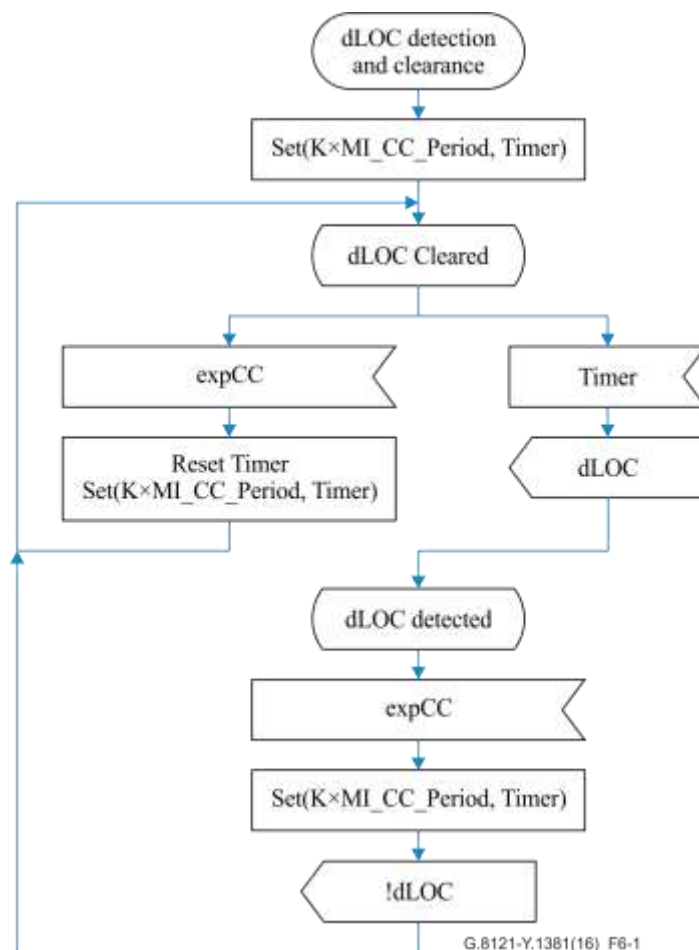 dLOC detection
and clearance
Set(K×MI_CC_Period, Timer)
dLOC Cleared
expCC
Timer
Reset Timer
Set(K×MI_CC_Period, Timer)
dLOC
dLOC detected
expCC
Set(K×MI_CC_Period, Timer)
!dLOC
G.8121-Y.1381(16)_F6-1